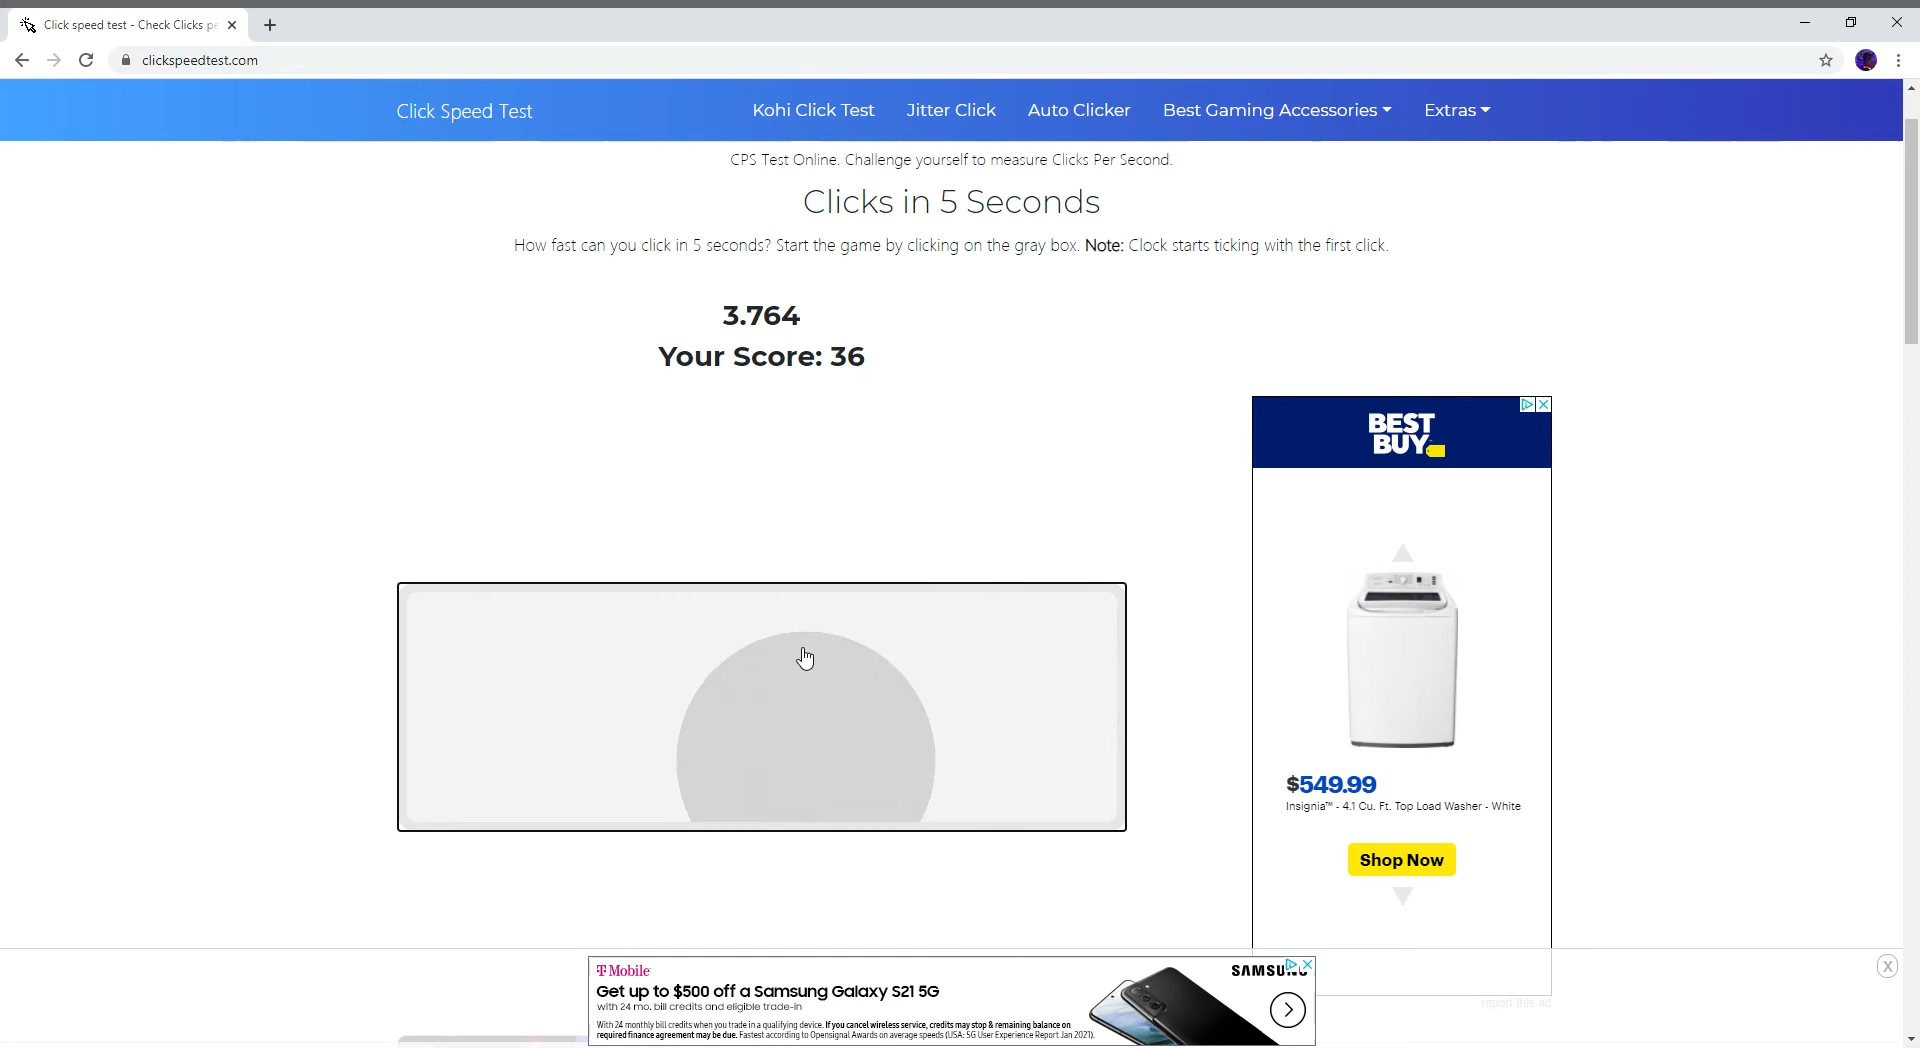 Click speed test - Check Clicks pe
clickspeedtest.com
Click Speed Test
Kohi Click Test
Jitter Click
Auto Clicker
Best Gaming Accessories
Extras
CPS Test Online. Challenge yourself to measure Clicks Per Second.
Clicks in 5 Seconds
How fast can you click in 5 seconds? Start the game by clicking on the gray box. Note: Clock starts ticking with the first click.
3.764
Your Score: 36
BEST
BUY
$549.99
Insignia™ - 4.1 Cu. Ft. Top Load Washer - White
Shop Now
T Mobile
Get up to $500 off a Samsung Galaxy S21 5G
with 24 mo. bill credits and eligible trade-in
With 24 monthly bill credits when you trade in a qualifying device. If you cancel wireless service, credits may stop & remaining balance on
required finance agreement may be due. Fastest according to Opensignal Awards on average speeds (USA: 5G User Experience Report Jan 2021).
SAMSUNG
report this ad